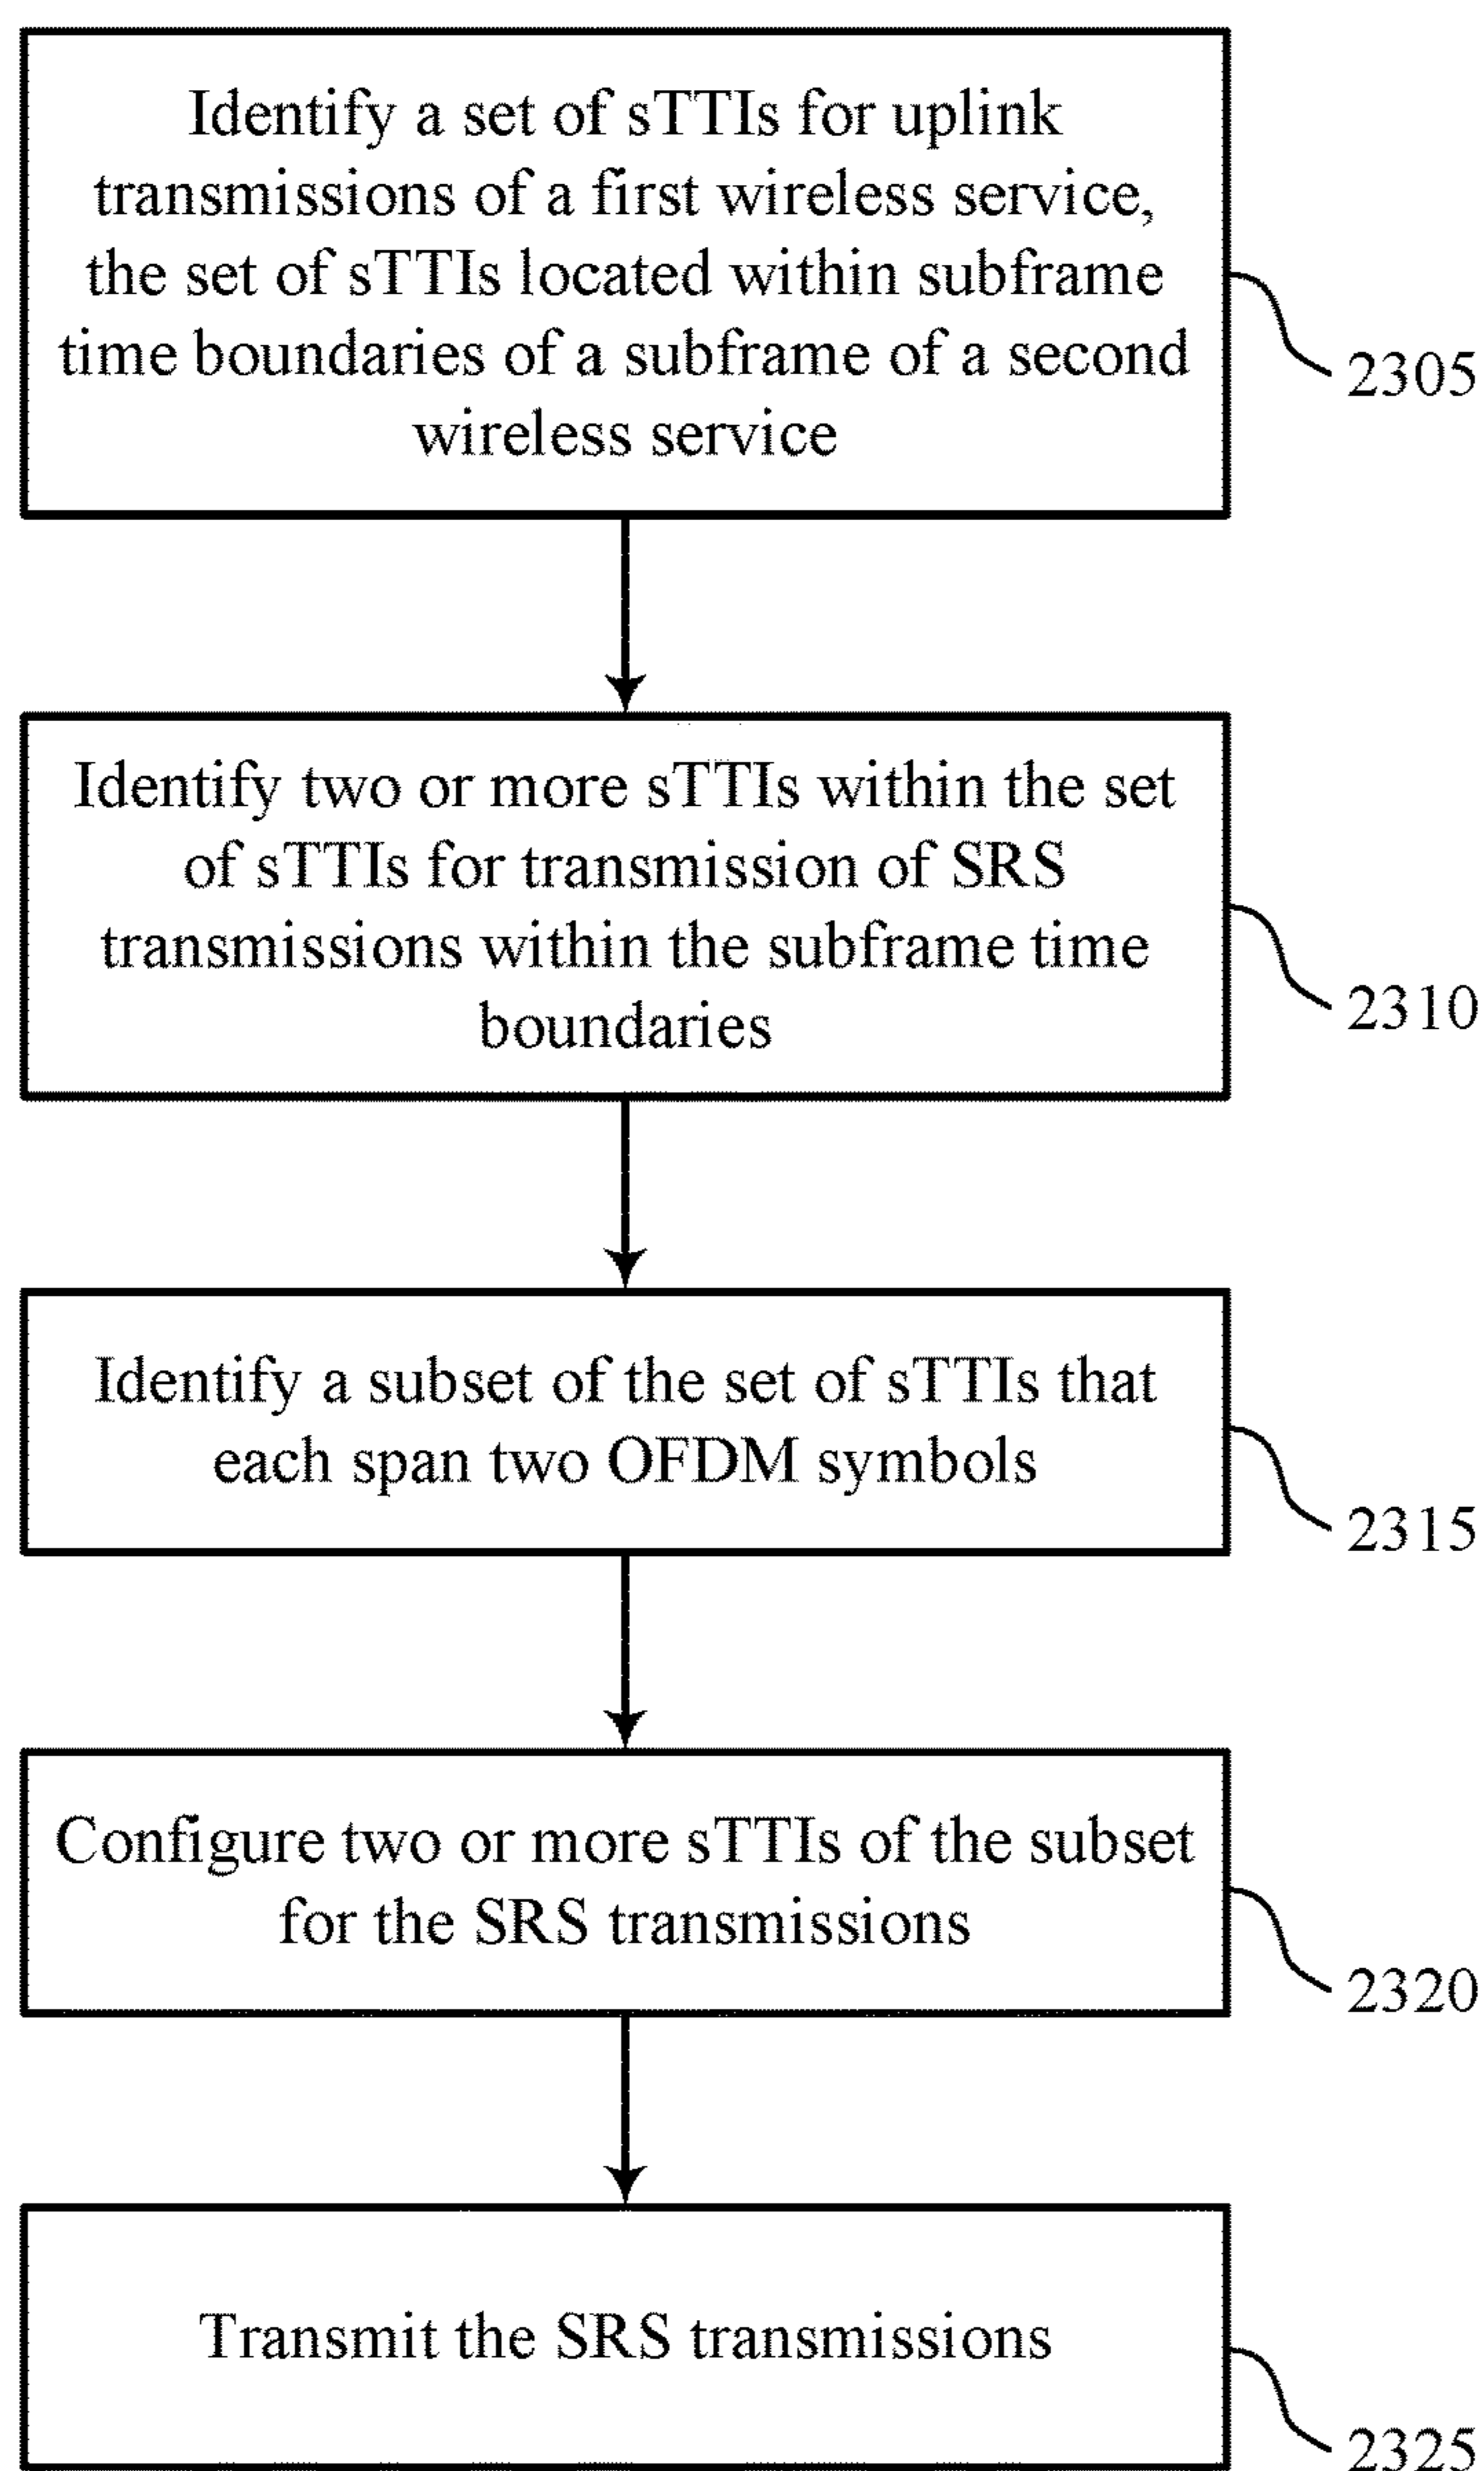 Identify a set of sTTIs for uplink
transmissions of a first wireless service,
the set of sTTIs located within subframe
time boundaries of a subframe of a second
wireless service
2305
Identify two or more sTTIs within the set
of sTTIs for transmission of SRS
transmissions within the subframe time
boundaries
2310
Identify a subset of the set of sTTIs that
each span two OFDM symbols
2315
Configure two or more sTTIs of the subset
for the SRS transmissions
2320
Transmit the SRS transmissions
2325